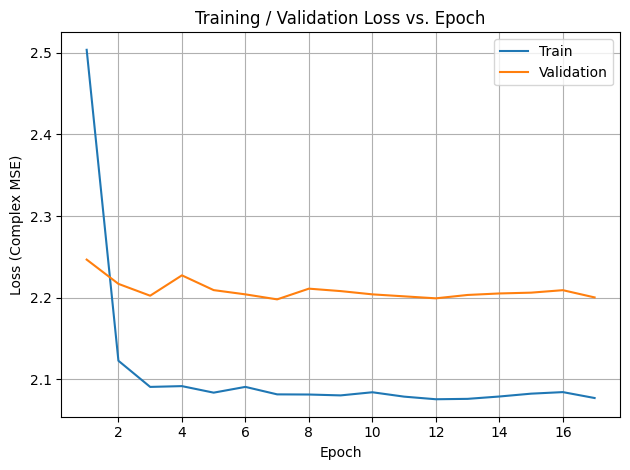 Training / Validation Loss vs. Epoch
Train
Validation
Loss (Complex MSE)
2.5
2.4
2.3
2.2
2.1
2 4 6 8 10 12 14 16
Epoch